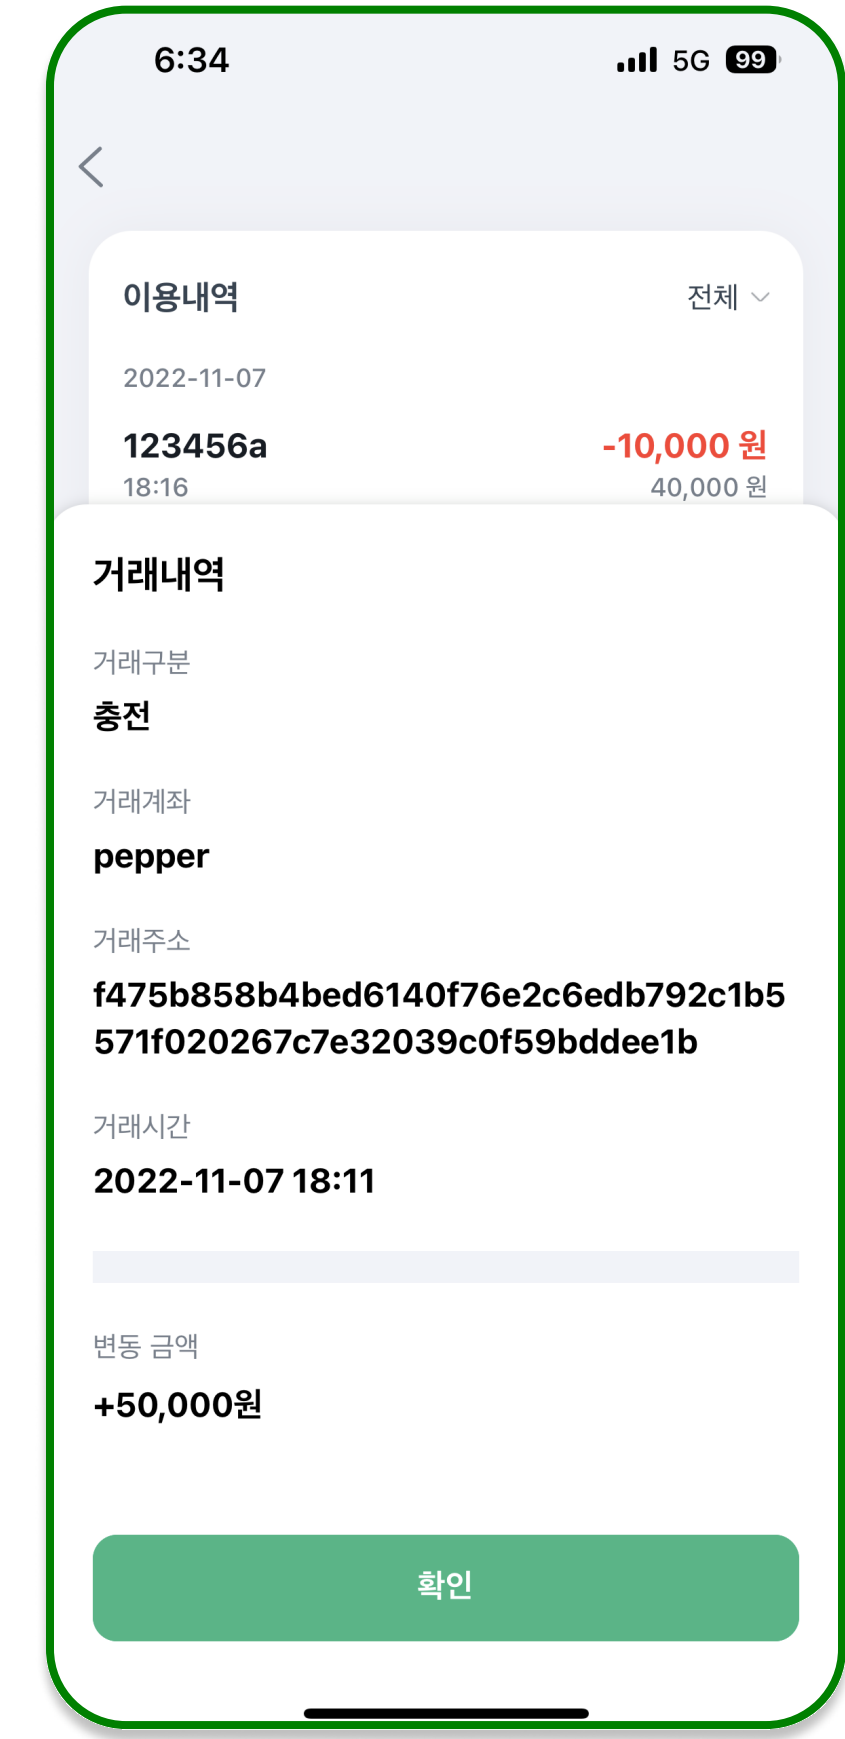 6:34 5G 99
이용내역 전체
2022-11-07
123456a -10,000 원
18:16 40,000 원
거래내역
거래구분
충전
거래계좌
pepper
거래주소
f475b858b4bed6140f76e2c6edb792c1b5
571f020267c7e32039c0f59bddee1b
거래시간
2022-11-07 18:11
변동 금액
+50,000원
확인